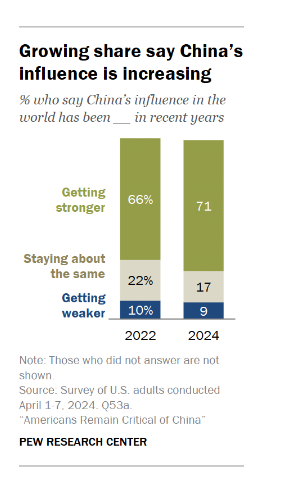 Growing share say China's
influence is increasing
% who say China's influence in the
world has been __ in recent years
Getting
stronger
66%
71
Staying about
the same
22%
17
Getting
weaker
10%
9
2022
2024
Note: Those who did not answer are not
shown
Source: Survey of U.S. adults conducted
April 1-7, 2024. Q53a.
"Americans Remain Critical of China"
PEW RESEARCH CENTER